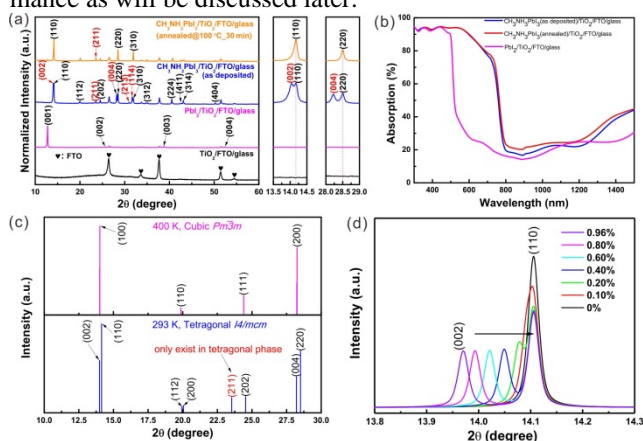 mance as will be discussed later.
(a)
CH3NH3PbI3/TiO2/FTO/glass
(annealed@100 °C_30 min)
(110)
(211)
(220)
(310)
CH3NH3PbI3/TiO2/FTO/glass
(as deposited)
(002)
(110)
(112)
(211)
(202)
(004)
(220)
(114)
(310)
(312)
(224)
(411)
(314)
(404)
PbI2/TiO2/FTO/glass
(001)
(002)
(003)
(004)
TiO2/FTO/glass
♥: FTO
Normalized Intensity (a.u.)
10 20 30 40 50 60
2θ (degree)
(110)
(002)
(110)
13.5 14.0 14.5
(220)
(004)
(220)
28.0 28.5 29.0
(b)
CH3NH3PbI3(as deposited)/TiO2/FTO/glass
CH3NH3PbI3(annealed)/TiO2/FTO/glass
PbI2/TiO2/FTO/glass
Absorption (%)
100
80
60
40
20
0
400 600 800 1000 1200 1400
Wavelength (nm)
(c)
400 K, Cubic Pm3̅m
(100)
(110)
(111)
(200)
293 K, Tetragonal I4/mcm
(002)
(110)
only exist in tetragonal phase
(112)
(200)
(211)
(202)
(004)
(220)
Intensity (a.u.)
10.0 12.5 15.0 17.5 20.0 22.5 25.0 27.5 30.0
2θ (degree)
(d)
0.96%
0.80%
0.60%
0.40%
0.20%
0.10%
0%
(110)
(002)
Intensity (a.u.)
13.8 13.9 14.0 14.1 14.2 14.3
2θ (degree)